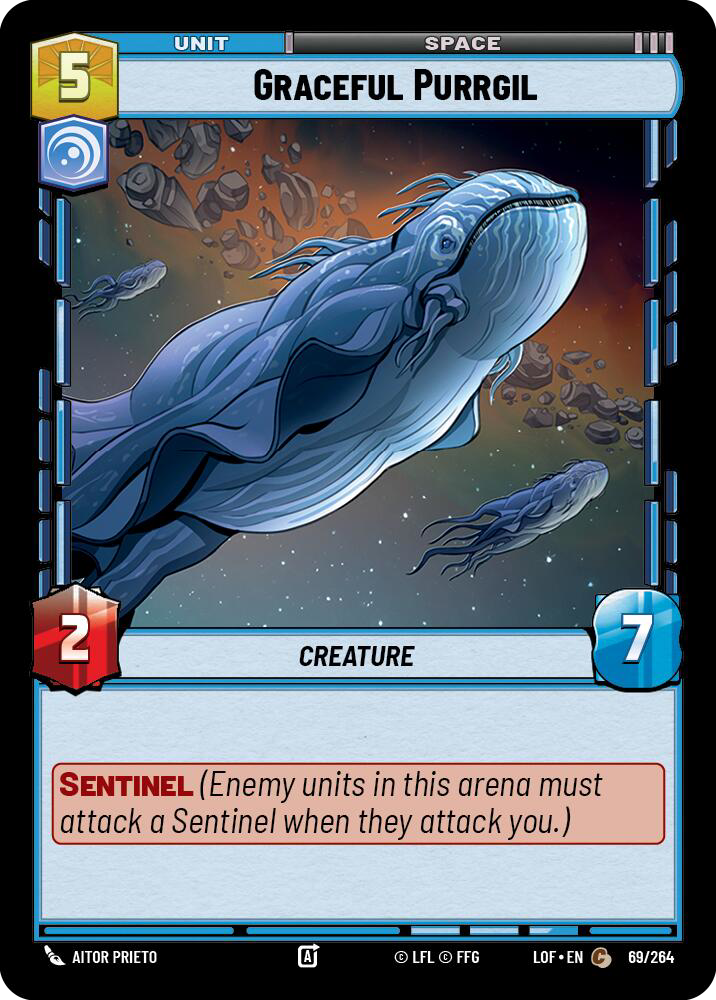 UNIT
SPACE
5
GRACEFUL PURRGIL
2
CREATURE
7
SENTINEL (Enemy units in this arena must
attack a Sentinel when they attack you.)
AITOR PRIETO
A
© LFL © FFG
LOF • EN
C
69/264